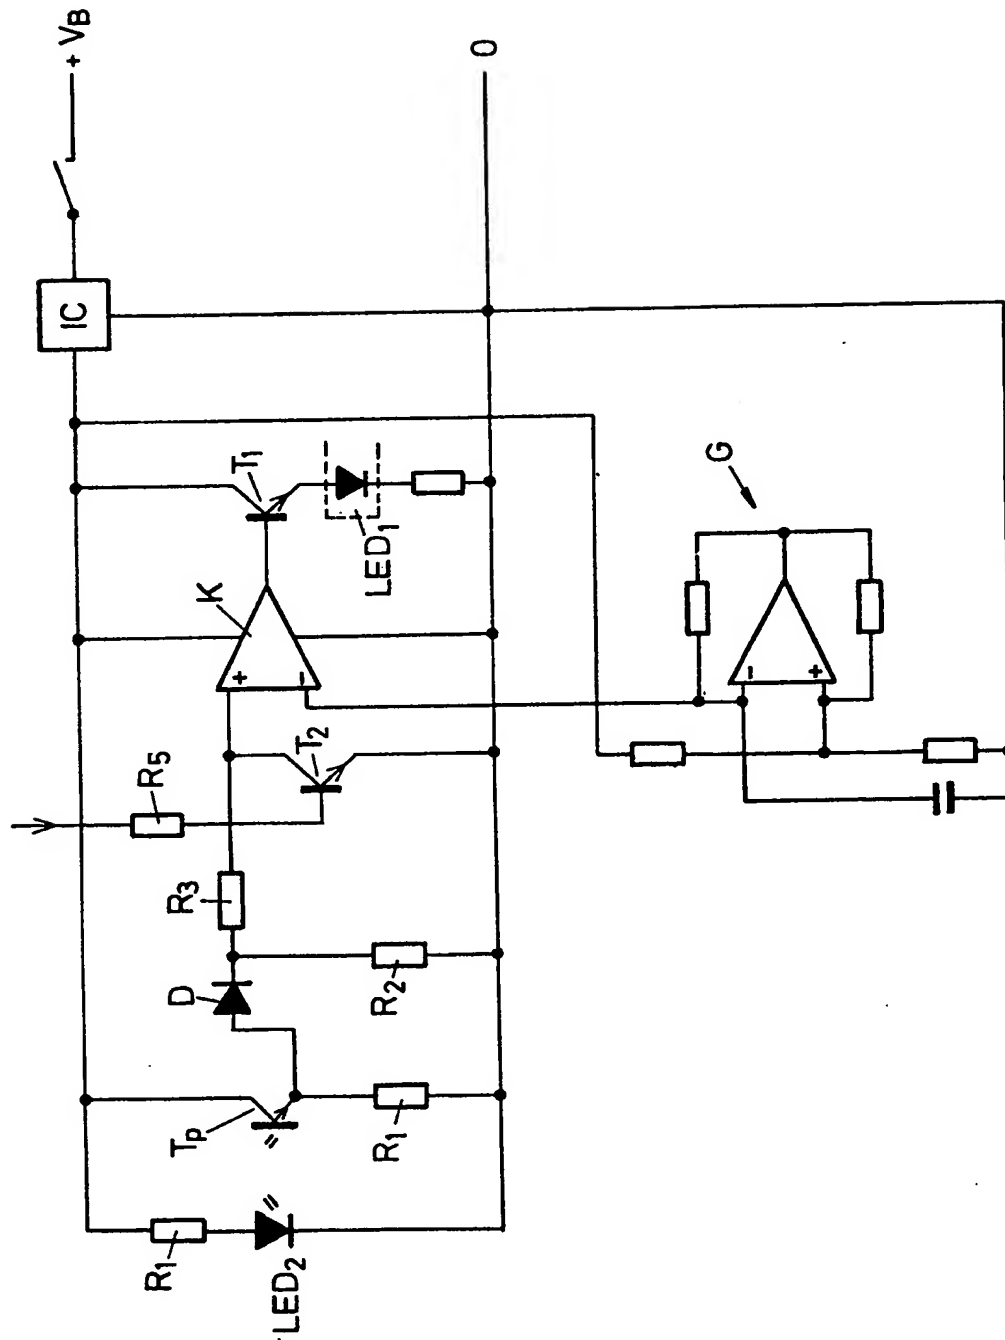 + VB
0
IC
T1
LED1
K
+
−
G
−
+
T2
R5
R3
D
R2
Tp
R1
R1
LED2